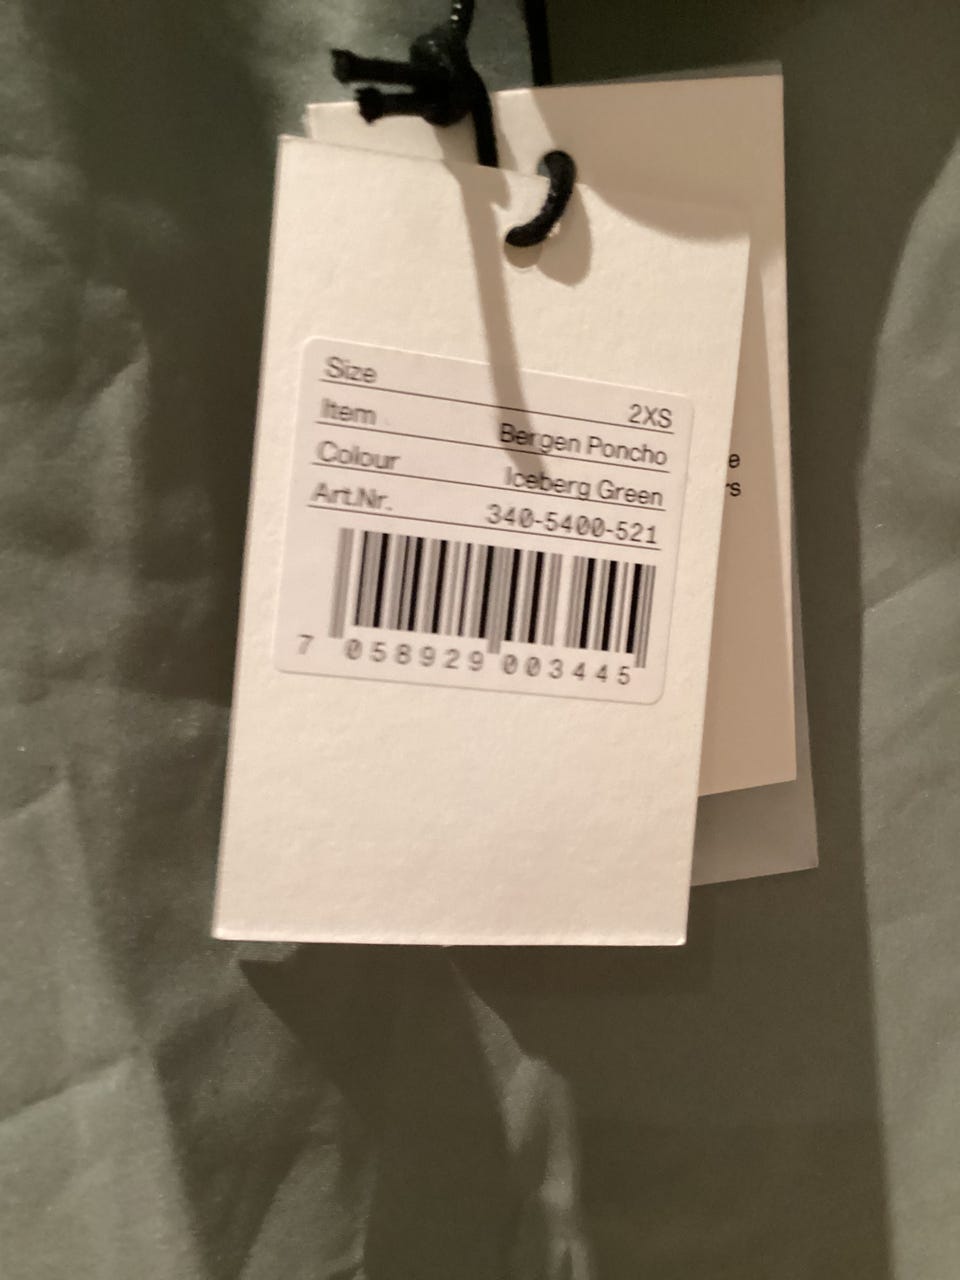 Size 2XS
Item Bergen Poncho
Colour Iceberg Green
Art.Nr. 340-5400-521
7 058929 003445